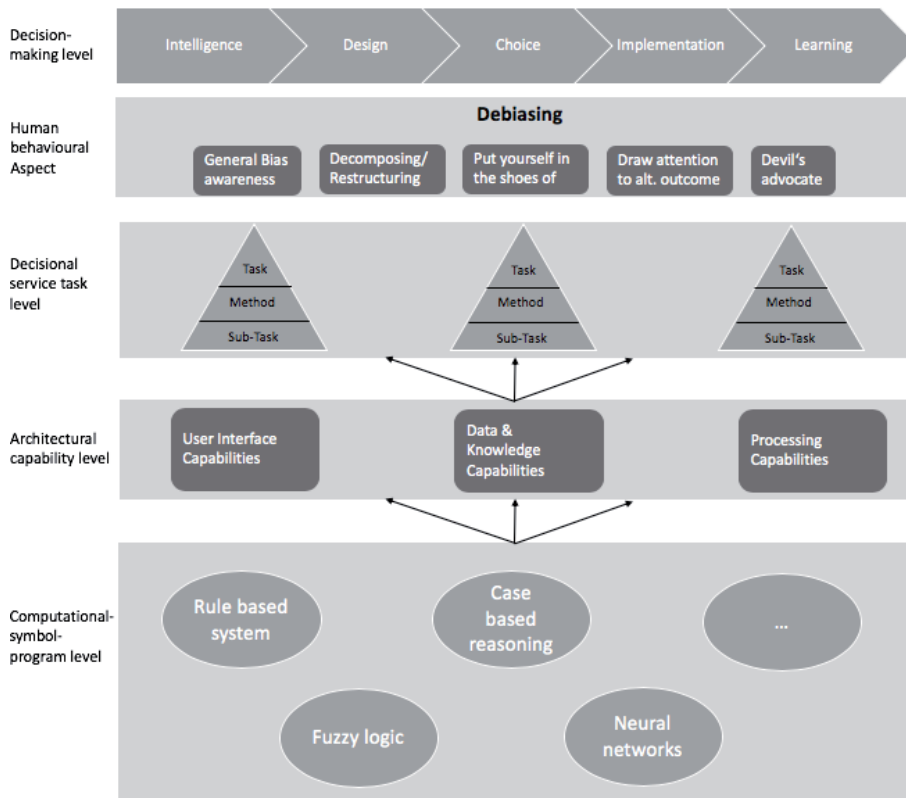 Decision-
making level
Intelligence
Design
Choice
Implementation
Learning
Human
behavioural
Aspect
Debiasing
General Bias
awareness
Decomposing/
Restructuring
Put yourself in
the shoes of
Draw attention
to alt. outcome
Devil's
advocate
Decisional
service task
level
Task
Method
Sub-Task
Task
Method
Sub-Task
Task
Method
Sub-Task
Architectural
capability level
User Interface
Capabilities
Data &
Knowledge
Capabilities
Processing
Capabilities
Computational-
symbol-
program level
Rule based
system
Case
based
reasoning
...
Fuzzy logic
Neural
networks